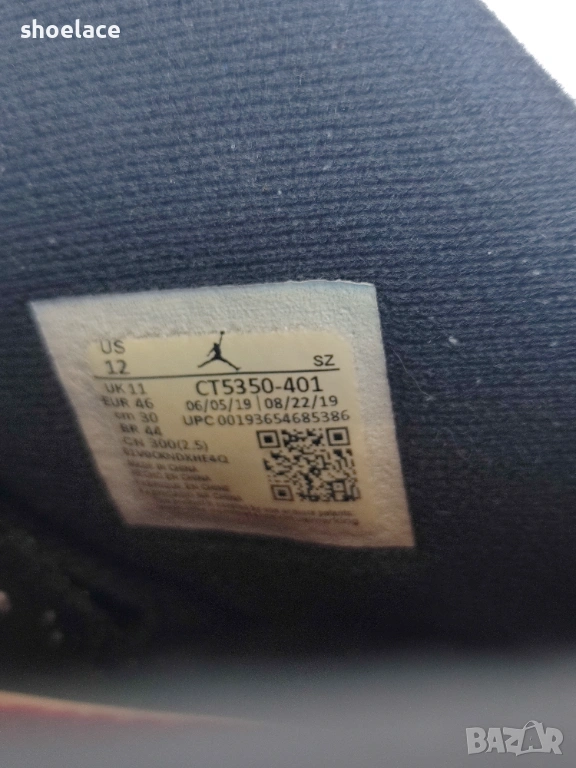 shoelace
US
12
SZ
UK 11
CT5350-401
EUR 46
06/05/19 | 08/22/19
cm 30
UPC 00193654685386
BR 44
CN 300(2.5)
MADE IN CHINA
BAZAR